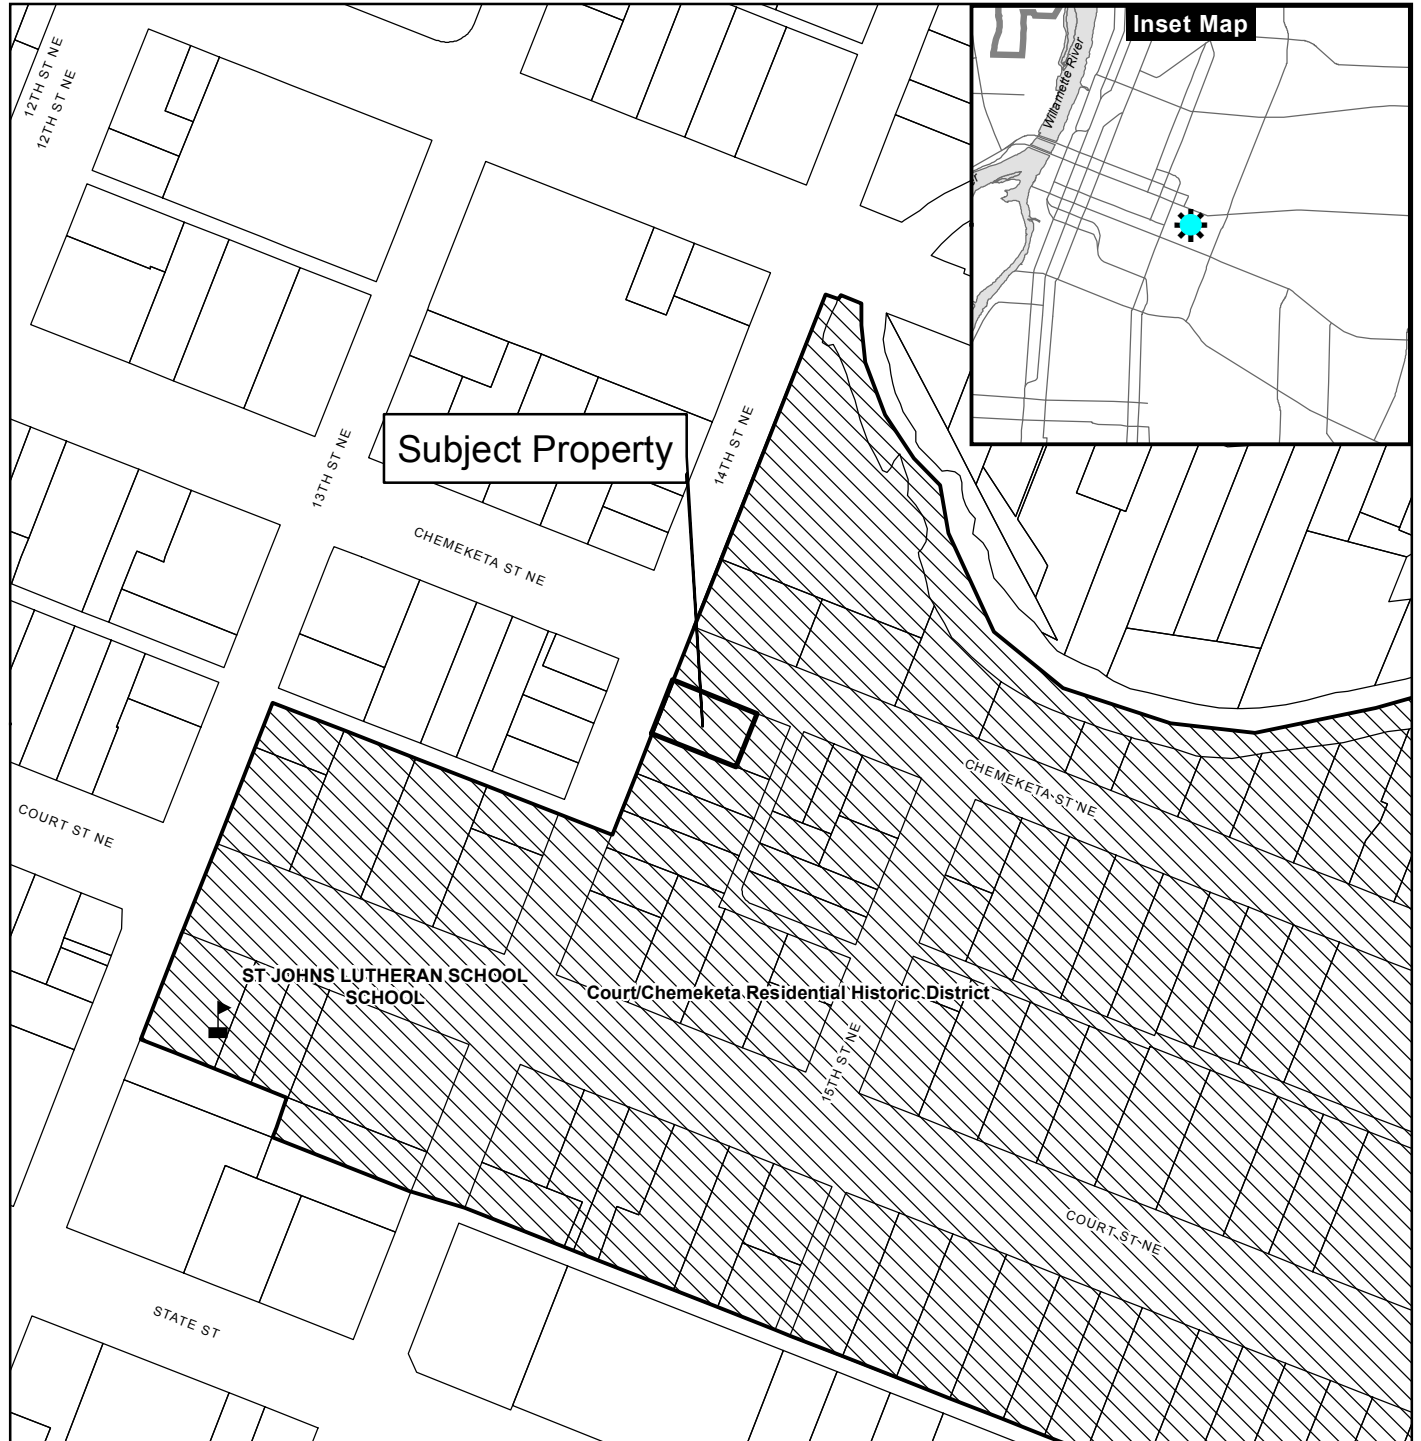 Inset Map
Willamette River
12TH ST NE
12TH ST NE
Subject Property
14TH ST NE
13TH ST NE
CHEMEKETA ST NE
CHEMEKETA ST NE
COURT ST NE
ST JOHNS LUTHERAN SCHOOL
SCHOOL
Court/Chemeketa Residential Historic District
15TH ST NE
COURT ST NE
STATE ST